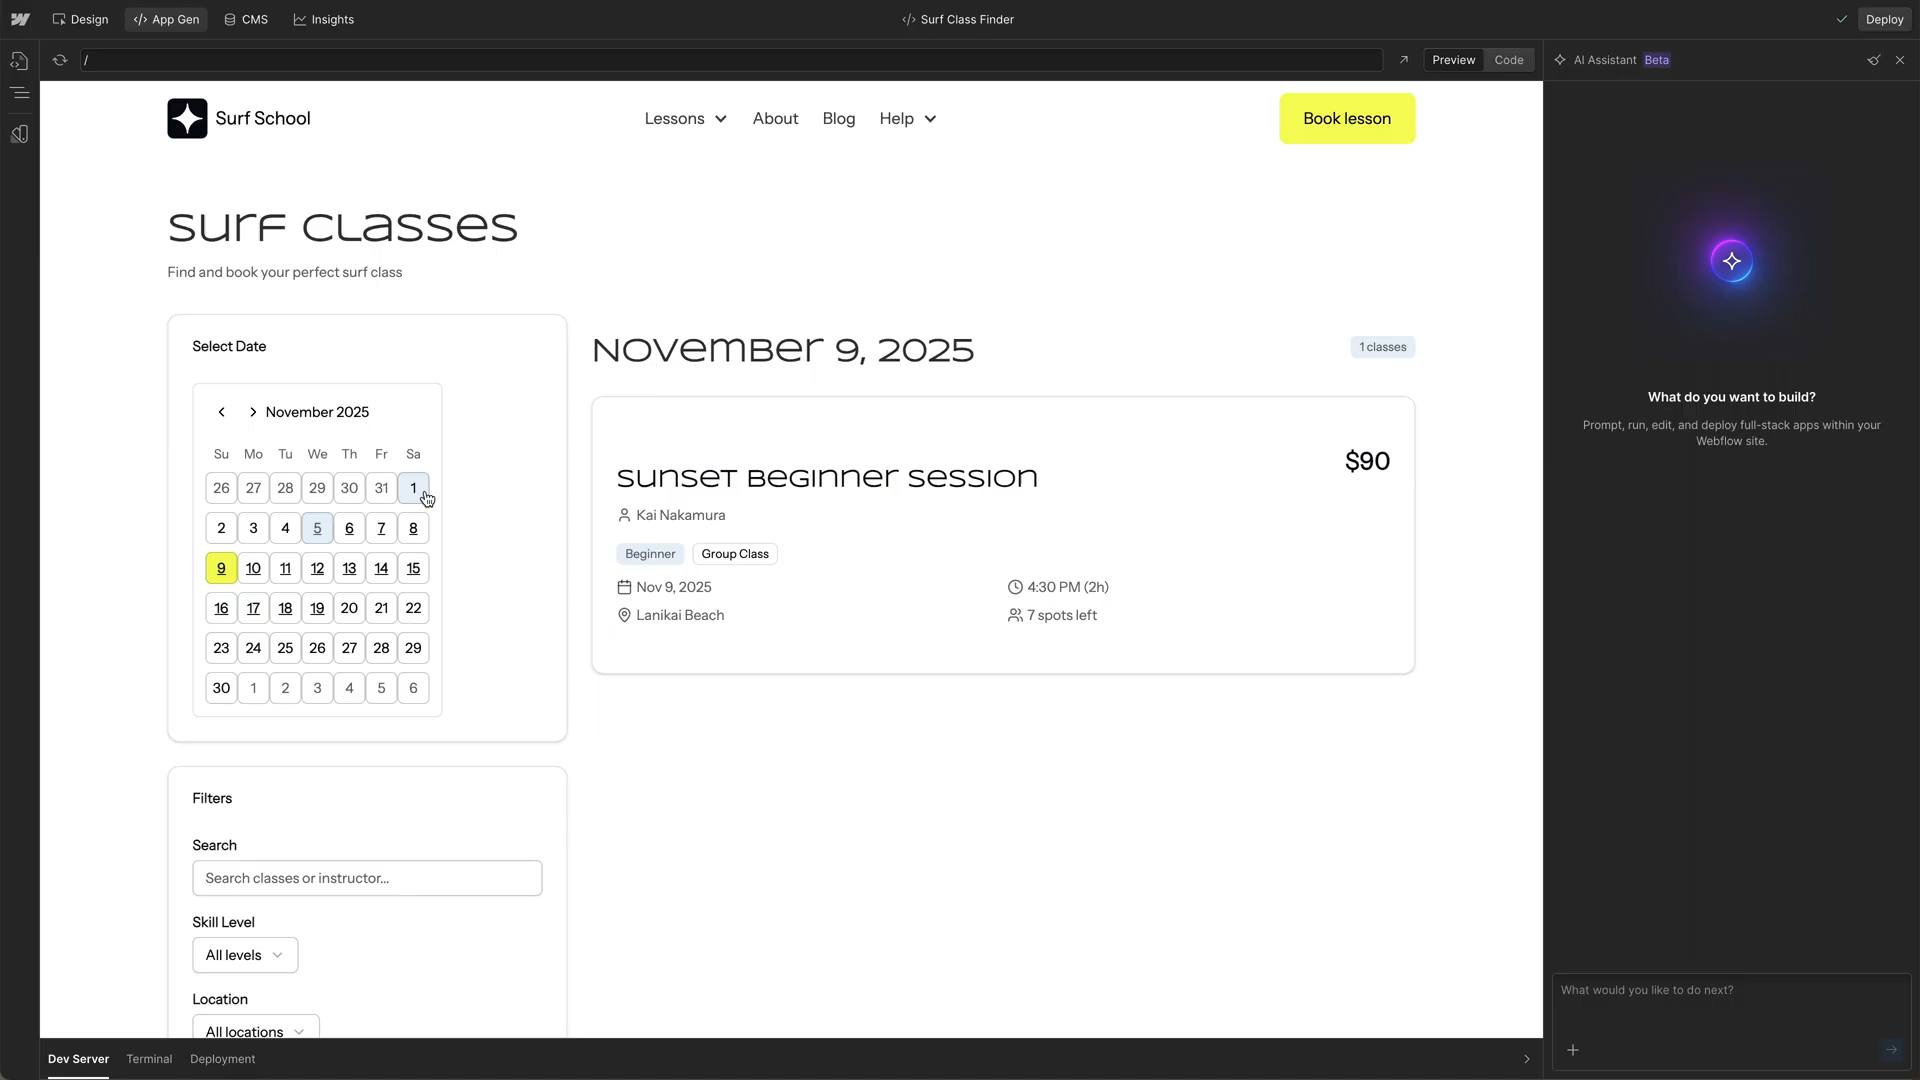 Design
App Gen
CMS
Insights
Surf Class Finder
Deploy
/
Preview
Code
AI Assistant
Beta
Surf School
Lessons
About
Blog
Help
Book lesson
Surf Classes
Find and book your perfect surf class
Select Date
November 2025
Su Mo Tu We Th Fr Sa
26 27 28 29 30 31 1
2 3 4 5 6 7 8
9 10 11 12 13 14 15
16 17 18 19 20 21 22
23 24 25 26 27 28 29
30 1 2 3 4 5 6
November 9, 2025
1 classes
Sunset Beginner Session
$90
Kai Nakamura
Beginner
Group Class
Nov 9, 2025
4:30 PM (2h)
Lanikai Beach
7 spots left
Filters
Search
Search classes or instructor...
Skill Level
All levels
Location
All locations
What do you want to build?
Prompt, run, edit, and deploy full-stack apps within your
Webflow site.
What would you like to do next?
Dev Server
Terminal
Deployment